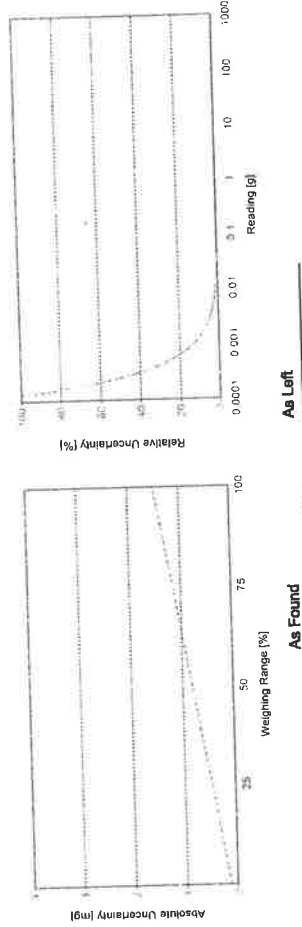 Absolute Uncertainty [mg]
25
50
75
100
Weighing Range [%]
As Found
Relative Uncertainty [%]
100
0.0001
0.001
0.01
0.1
1
10
100
1000
Reading [g]
As Left